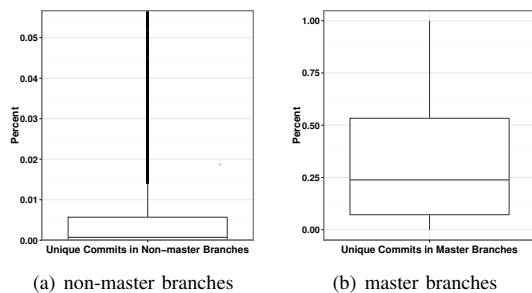 Percent
0.05
0.04
0.03
0.02
0.01
0.00
Unique Commits in Non−master Branches
(a) non-master branches
Percent
1.00
0.75
0.50
0.25
0.00
Unique Commits in Master Branches
(b) master branches